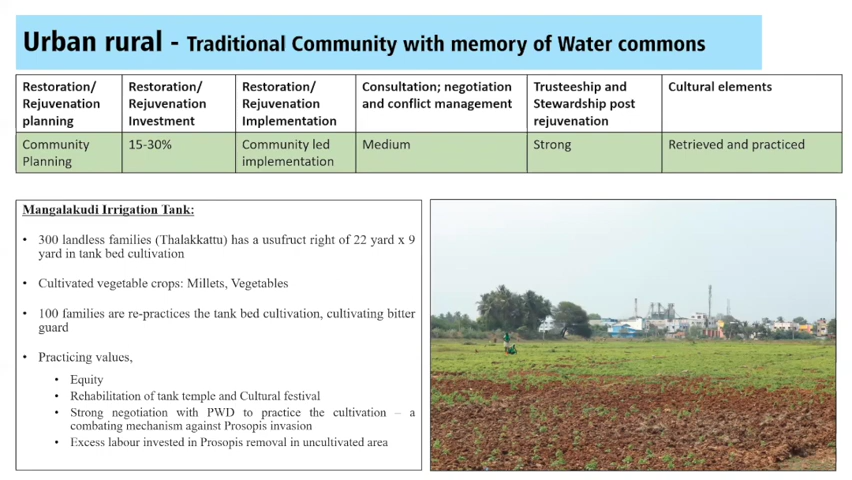 Urban rural - Traditional Community with memory of Water commons
Restoration/
Rejuvenation
planning
Restoration/
Rejuvenation
Investment
Restoration/
Rejuvenation
Implementation
Consultation; negotiation
and conflict management
Trusteeship and
Stewardship post
rejuvenation
Cultural elements
Community
Planning
15-30%
Community led
implementation
Medium
Strong
Retrieved and practiced
Mangalakudi Irrigation Tank:
• 300 landless families (Thalakkattu) has a usufruct right of 22 yard x 9
yard in tank bed cultivation
• Cultivated vegetable crops: Millets, Vegetables
• 100 families are re-practices the tank bed cultivation, cultivating bitter
guard
• Practicing values,
• Equity
• Rehabilitation of tank temple and Cultural festival
• Strong negotiation with PWD to practice the cultivation – a
combating mechanism against Prosopis invasion
• Excess labour invested in Prosopis removal in uncultivated area